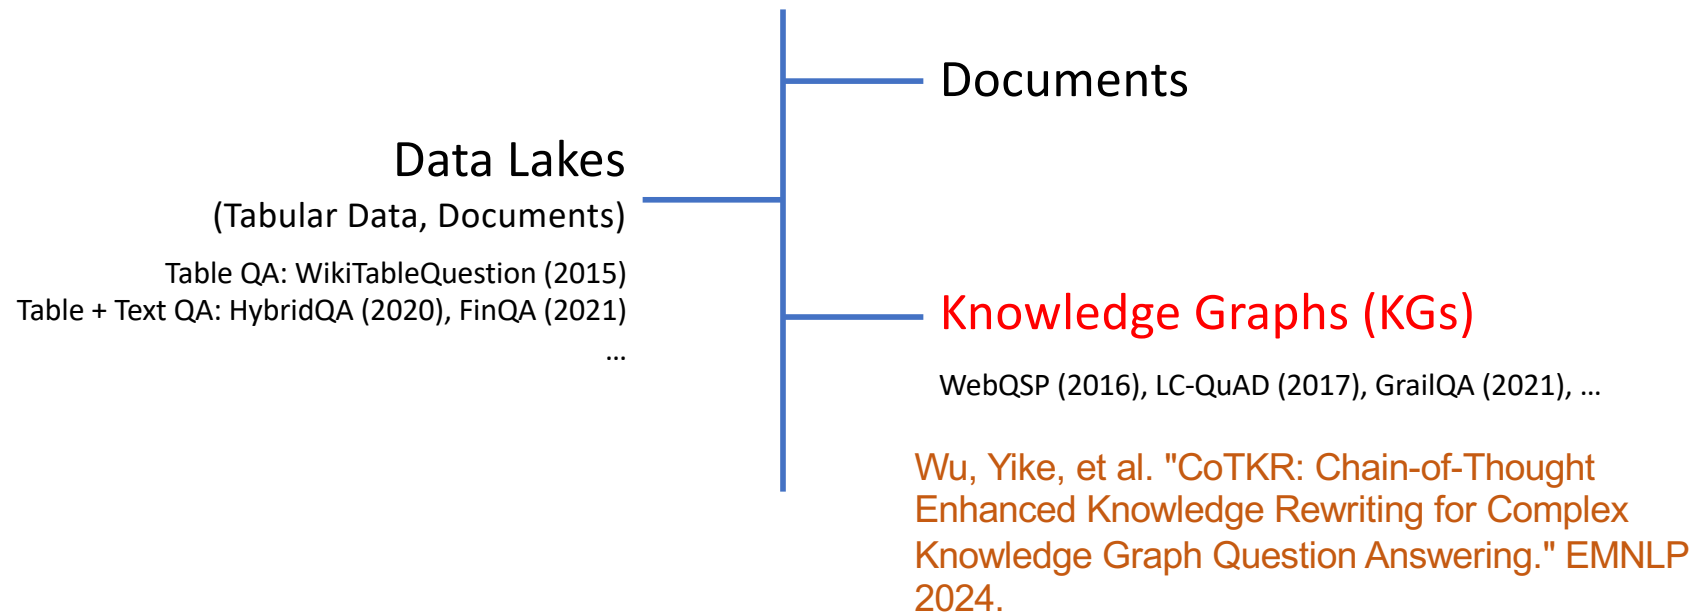 Documents
Data Lakes
(Tabular Data, Documents)
Table QA: WikiTableQuestion (2015)
Table + Text QA: HybridQA (2020), FinQA (2021)
...
Knowledge Graphs (KGs)
WebQSP (2016), LC-QuAD (2017), GrailQA (2021), ...
Wu, Yike, et al. "CoTKR: Chain-of-Thought
Enhanced Knowledge Rewriting for Complex
Knowledge Graph Question Answering." EMNLP
2024.